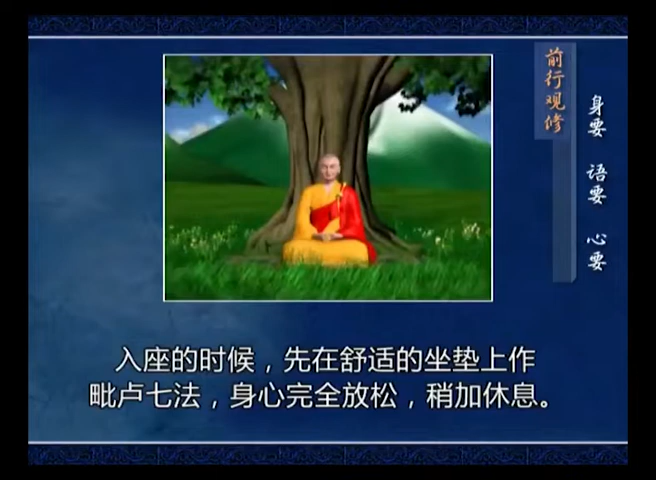 前行观修
身要 语要 心要
入座的时候，先在舒适的坐垫上作
毗卢七法，身心完全放松，稍加休息。